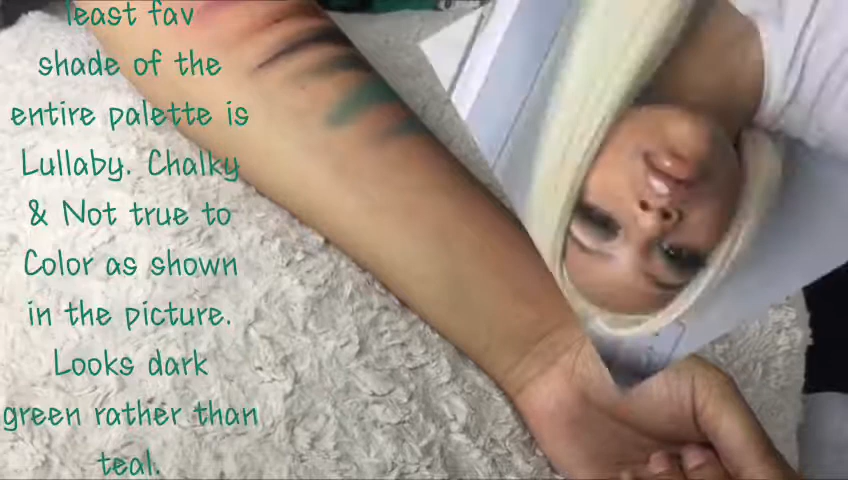 least fav
shade of the
entire palette is
Lullaby. Chalky
& Not true to
Color as shown
in the picture.
Looks dark
green rather than
teal.